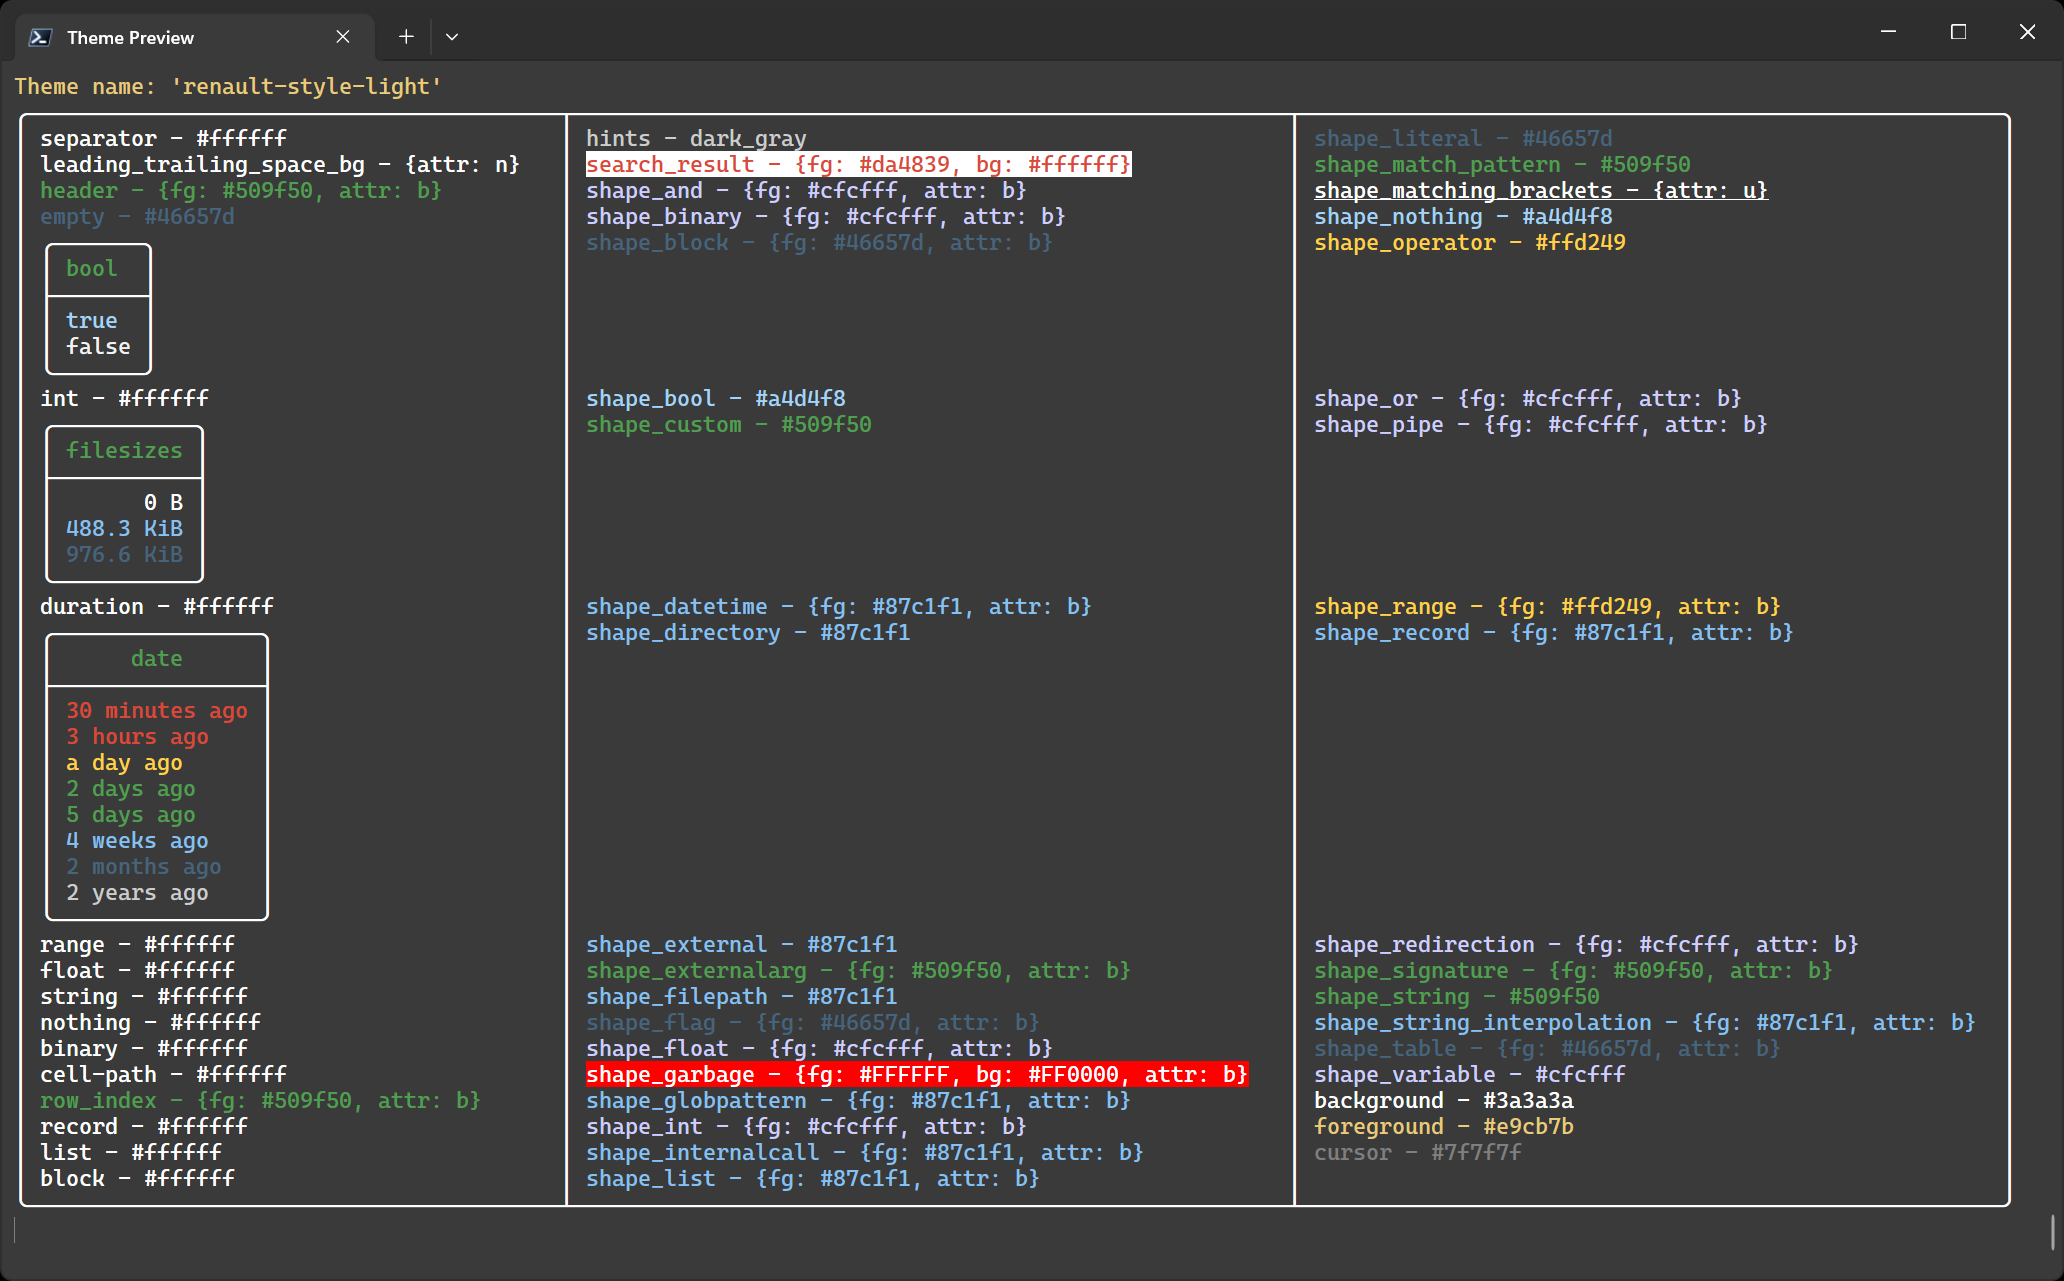 Theme Preview
Theme name: 'renault-style-light'
separator - #ffffff
leading_trailing_space_bg - {attr: n}
header - {fg: #509f50, attr: b}
empty - #46657d
bool
true
false
int - #ffffff
filesizes
0 B
488.3 KiB
976.6 KiB
duration - #ffffff
date
30 minutes ago
3 hours ago
a day ago
2 days ago
5 days ago
4 weeks ago
2 months ago
2 years ago
range - #ffffff
float - #ffffff
string - #ffffff
nothing - #ffffff
binary - #ffffff
cell-path - #ffffff
row_index - {fg: #509f50, attr: b}
record - #ffffff
list - #ffffff
block - #ffffff
hints - dark_gray
search_result - {fg: #da4839, bg: #ffffff}
shape_and - {fg: #cfcfff, attr: b}
shape_binary - {fg: #cfcfff, attr: b}
shape_block - {fg: #46657d, attr: b}
shape_bool - #a4d4f8
shape_custom - #509f50
shape_datetime - {fg: #87c1f1, attr: b}
shape_directory - #87c1f1
shape_external - #87c1f1
shape_externalarg - {fg: #509f50, attr: b}
shape_filepath - #87c1f1
shape_flag - {fg: #46657d, attr: b}
shape_float - {fg: #cfcfff, attr: b}
shape_garbage - {fg: #FFFFFF, bg: #FF0000, attr: b}
shape_globpattern - {fg: #87c1f1, attr: b}
shape_int - {fg: #cfcfff, attr: b}
shape_internalcall - {fg: #87c1f1, attr: b}
shape_list - {fg: #87c1f1, attr: b}
shape_literal - #46657d
shape_match_pattern - #509f50
shape_matching_brackets - {attr: u}
shape_nothing - #a4d4f8
shape_operator - #ffd249
shape_or - {fg: #cfcfff, attr: b}
shape_pipe - {fg: #cfcfff, attr: b}
shape_range - {fg: #ffd249, attr: b}
shape_record - {fg: #87c1f1, attr: b}
shape_redirection - {fg: #cfcfff, attr: b}
shape_signature - {fg: #509f50, attr: b}
shape_string - #509f50
shape_string_interpolation - {fg: #87c1f1, attr: b}
shape_table - {fg: #46657d, attr: b}
shape_variable - #cfcfff
background - #3a3a3a
foreground - #e9cb7b
cursor - #7f7f7f